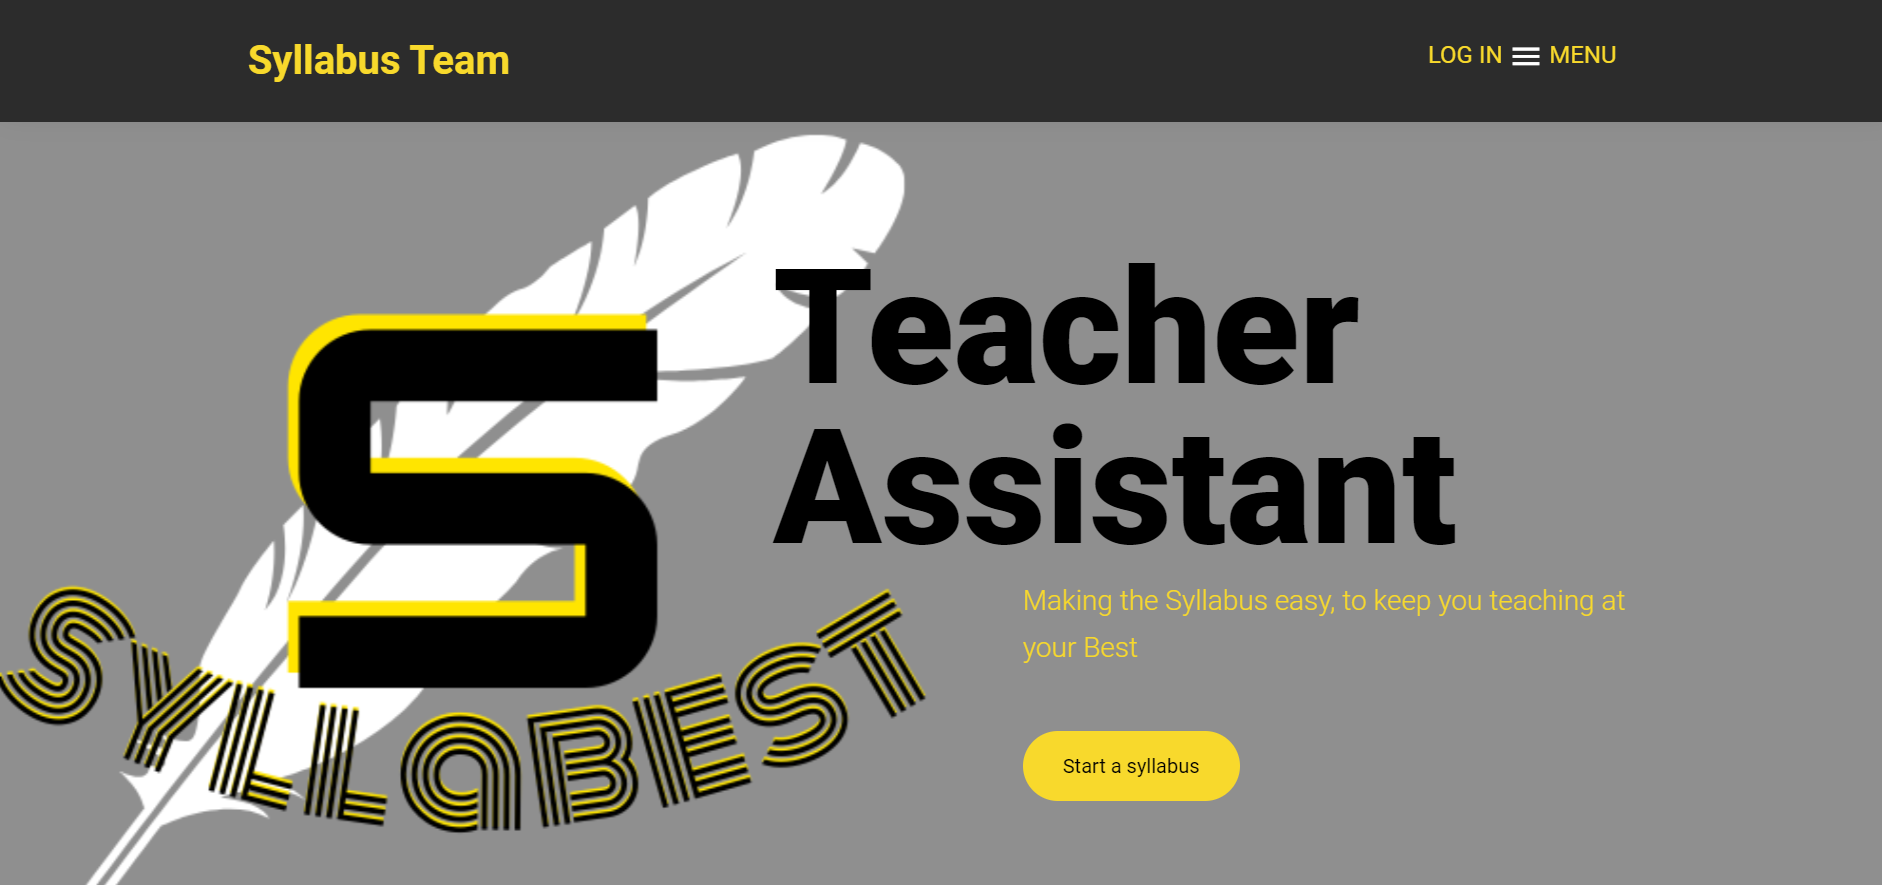 Syllabus Team
LOG IN MENU
Teacher
Assistant
S
SYLLaBEST
Making the Syllabus easy, to keep you teaching at
your Best
Start a syllabus